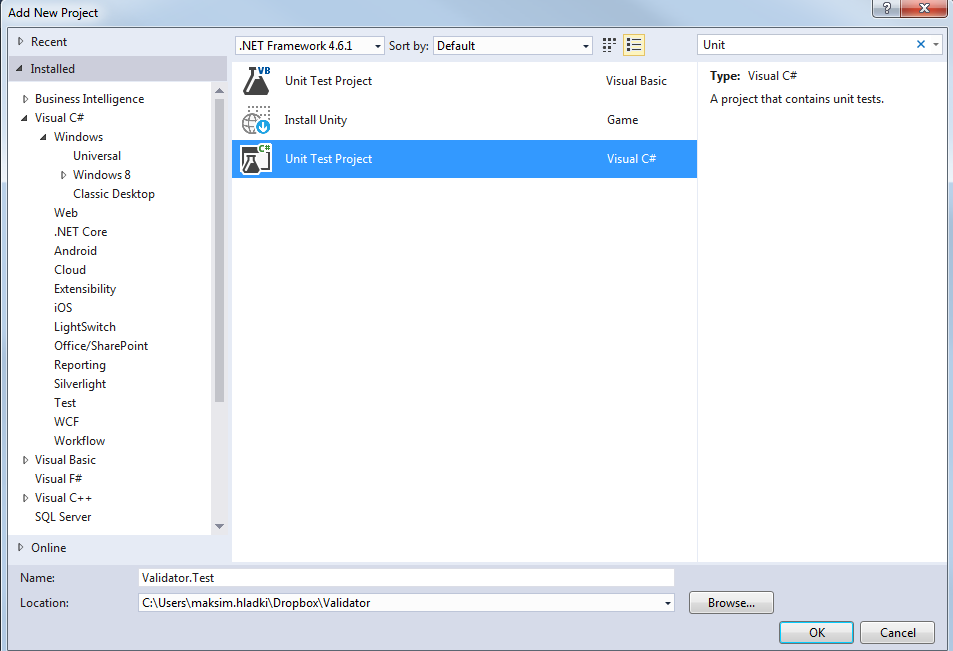 Add New Project
?
X
Recent
Installed
Business Intelligence
Visual C#
Windows
Universal
Windows 8
Classic Desktop
Web
.NET Core
Android
Cloud
Extensibility
iOS
LightSwitch
Office/SharePoint
Reporting
Silverlight
Test
WCF
Workflow
Visual Basic
Visual F#
Visual C++
SQL Server
Online
.NET Framework 4.6.1 Sort by: Default
VB Unit Test Project Visual Basic
Install Unity Game
C# Unit Test Project Visual C#
Unit
Type: Visual C#
A project that contains unit tests.
Name: Validator.Test
Location: C:\Users\maksim.hladki\Dropbox\Validator Browse...
OK Cancel